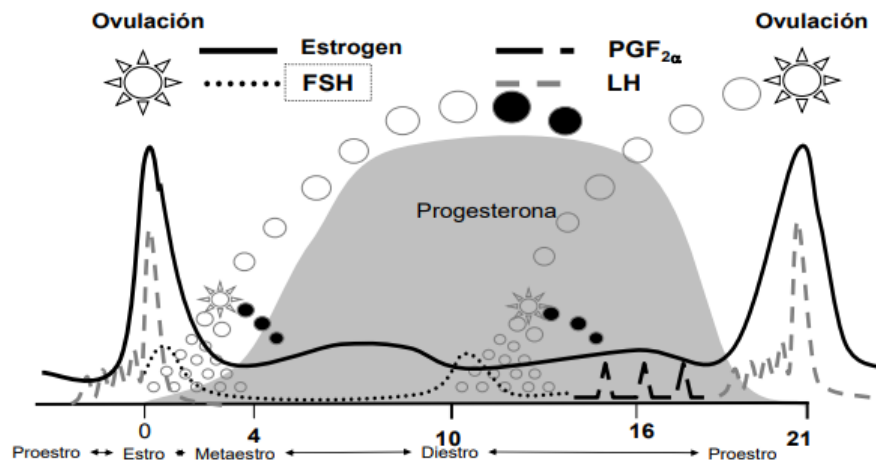 Ovulación Ovulación
Estrogen PGF2α
FSH LH
Progesterona
0 4 10 16 21
Proestro Estro Metaestro Diestro Proestro